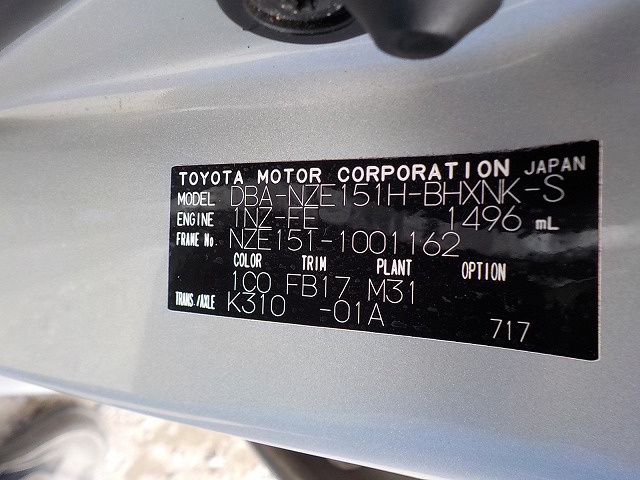 TOYOTA MOTOR CORPORATION JAPAN
MODEL DBA-NZE151H-BHXNK-S
ENGINE 1NZ-FE 1496 mL
FRAME No. NZE151-1001162
COLOR TRIM PLANT OPTION
1C0 FB17 M31
TRANS./AXLE K310 -01A
717